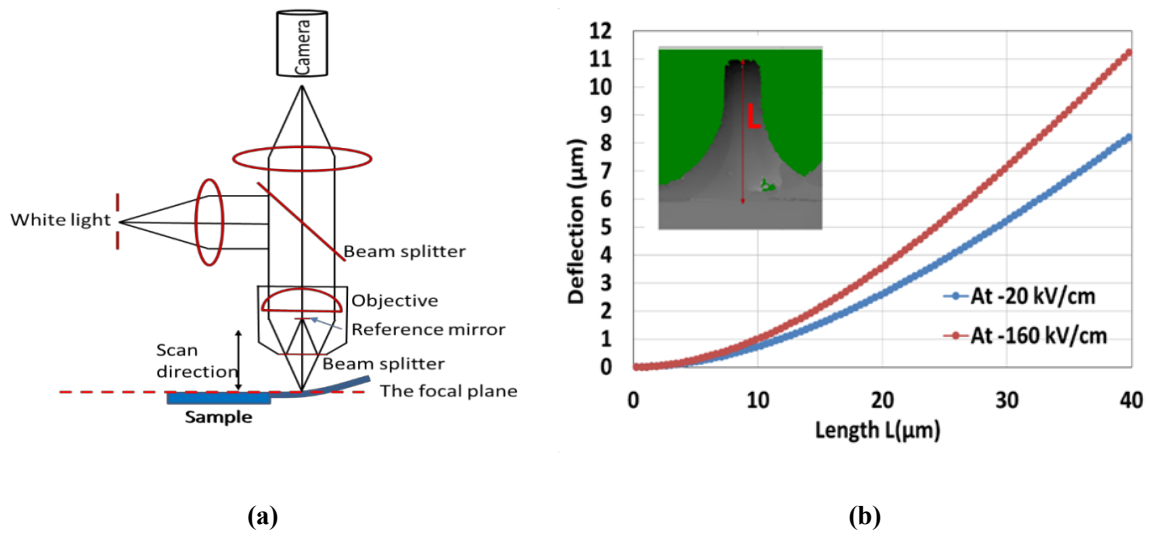 Camera
White light
Beam splitter
Objective
Reference mirror
Scan
direction
Beam splitter
The focal plane
Sample
(a)
Deflection (µm)
12
11
10
9
8
7
6
5
4
3
2
1
0
L
At -20 kV/cm
At -160 kV/cm
0 10 20 30 40
Length L(µm)
(b)